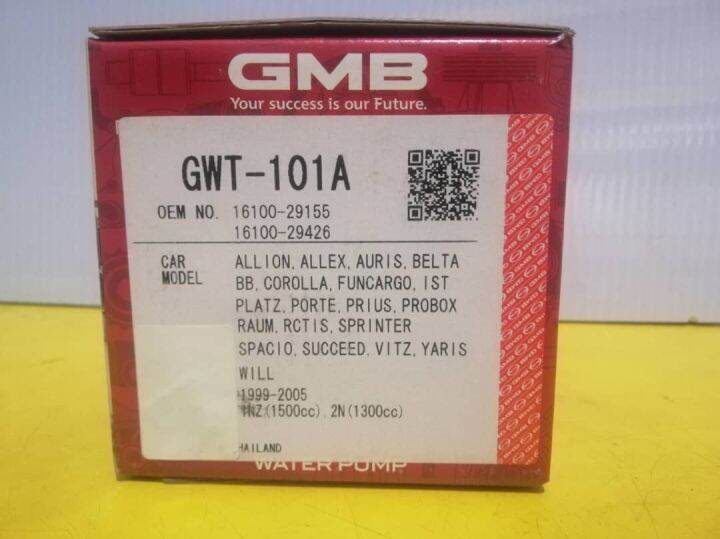 GMB
Your success is our Future.
GWT-101A
OEM NO. 16100-29155
16100-29426
CAR MODEL
ALLION, ALLEX, AURIS, BELTA
BB, COROLLA, FUNCARGO, IST
PLATZ, PORTE, PRIUS, PROBOX
RAUM, RCTIS, SPRINTER
SPACIO, SUCCEED, VITZ, YARIS
WILL
1999-2005
1NZ(1500cc), 2N(1300cc)
HAILAND
WATER PUMP